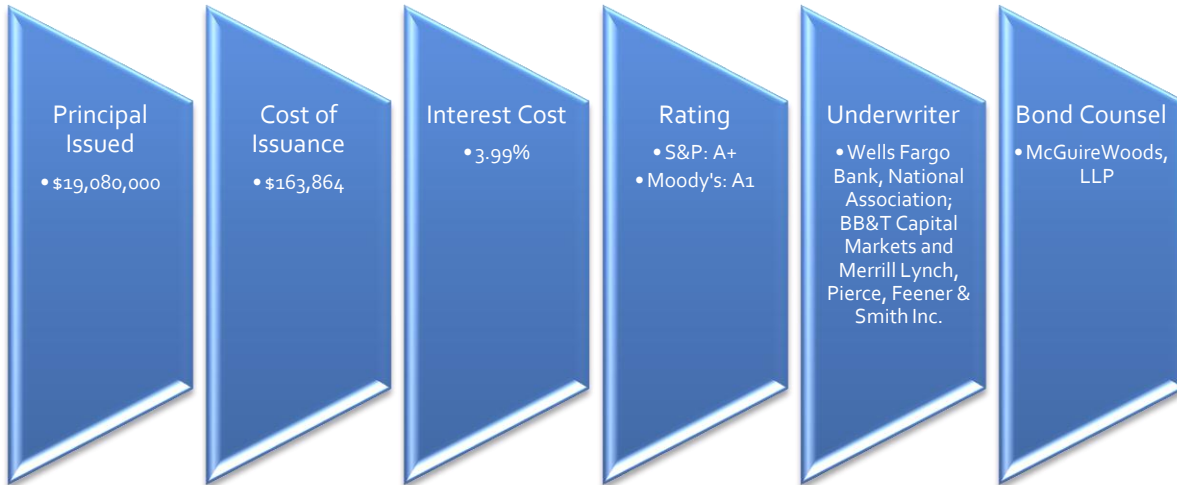 Principal
Issued
• $19,080,000
Cost of
Issuance
• $163,864
Interest Cost
• 3.99%
Rating
• S&P: A+
• Moody's: A1
Underwriter
• Wells Fargo
Bank, National
Association;
BB&T Capital
Markets and
Merrill Lynch,
Pierce, Feener &
Smith Inc.
Bond Counsel
• McGuireWoods,
LLP